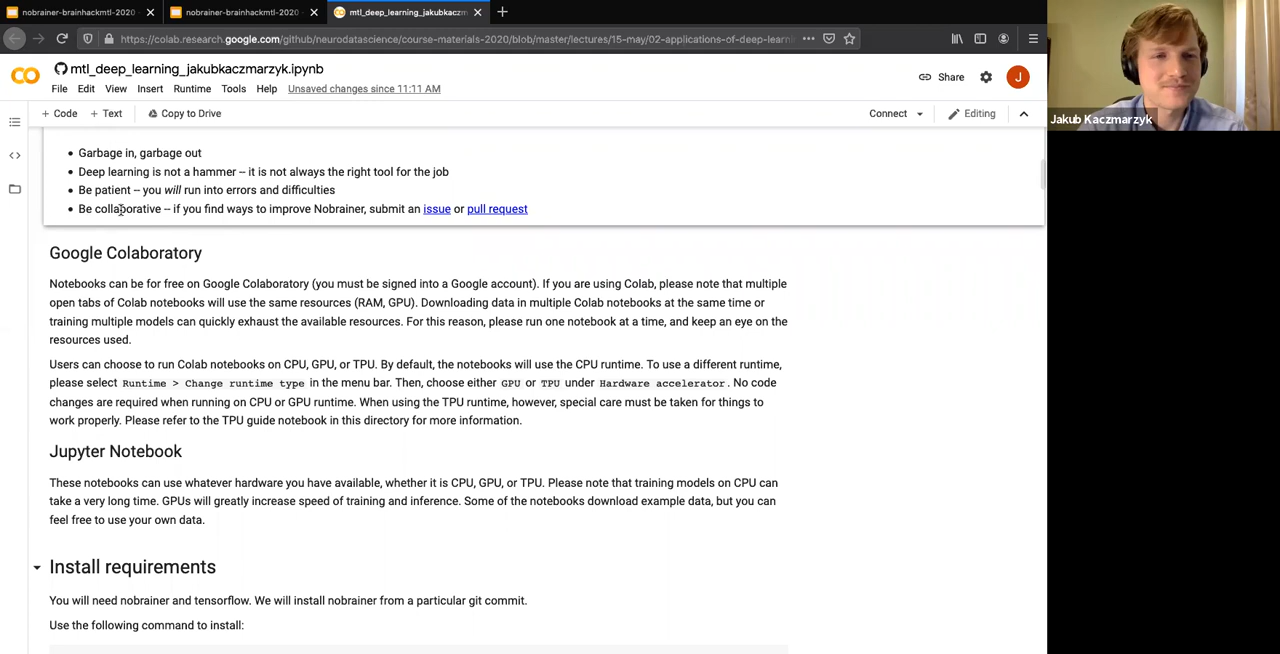 nobrainer-brainhackmtl-2020
nobrainer-brainhackmtl-2020
mtl_deep_learning_jakubkaczm
https://colab.research.google.com/github/neurodatascience/course-materials-2020/blob/master/lectures/15-may/02-applications-of-deep-learni
mtl_deep_learning_jakubkaczmarzyk.ipynb
File Edit View Insert Runtime Tools Help Unsaved changes since 11:11 AM
Share
J
+ Code + Text Copy to Drive
Connect Editing
Jakub Kaczmarzyk
• Garbage in, garbage out
• Deep learning is not a hammer -- it is not always the right tool for the job
• Be patient -- you will run into errors and difficulties
• Be collaborative -- if you find ways to improve Nobrainer, submit an issue or pull request
Google Colaboratory
Notebooks can be for free on Google Colaboratory (you must be signed into a Google account). If you are using Colab, please note that multiple
open tabs of Colab notebooks will use the same resources (RAM, GPU). Downloading data in multiple Colab notebooks at the same time or
training multiple models can quickly exhaust the available resources. For this reason, please run one notebook at a time, and keep an eye on the
resources used.
Users can choose to run Colab notebooks on CPU, GPU, or TPU. By default, the notebooks will use the CPU runtime. To use a different runtime,
please select Runtime > Change runtime type in the menu bar. Then, choose either GPU or TPU under Hardware accelerator. No code
changes are required when running on CPU or GPU runtime. When using the TPU runtime, however, special care must be taken for things to
work properly. Please refer to the TPU guide notebook in this directory for more information.
Jupyter Notebook
These notebooks can use whatever hardware you have available, whether it is CPU, GPU, or TPU. Please note that training models on CPU can
take a very long time. GPUs will greatly increase speed of training and inference. Some of the notebooks download example data, but you can
feel free to use your own data.
Install requirements
You will need nobrainer and tensorflow. We will install nobrainer from a particular git commit.
Use the following command to install: